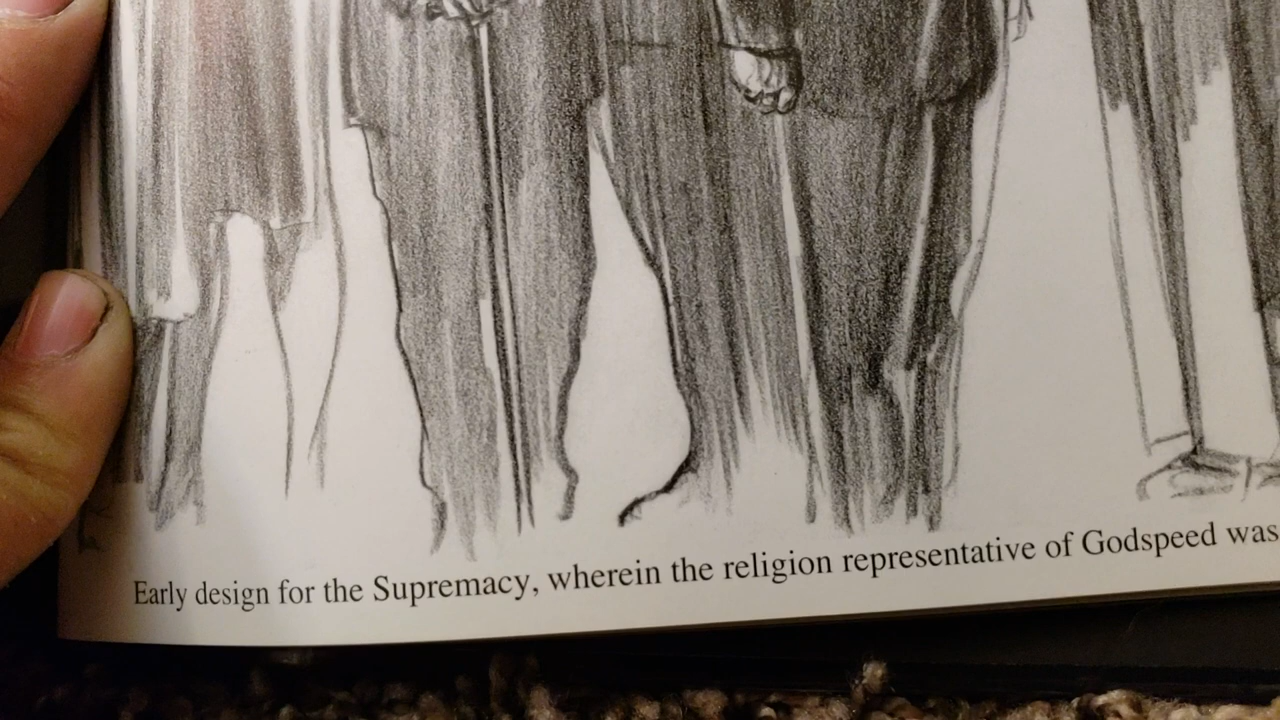 Early design for the Supremacy, wherein the religion representative of Godspeed was